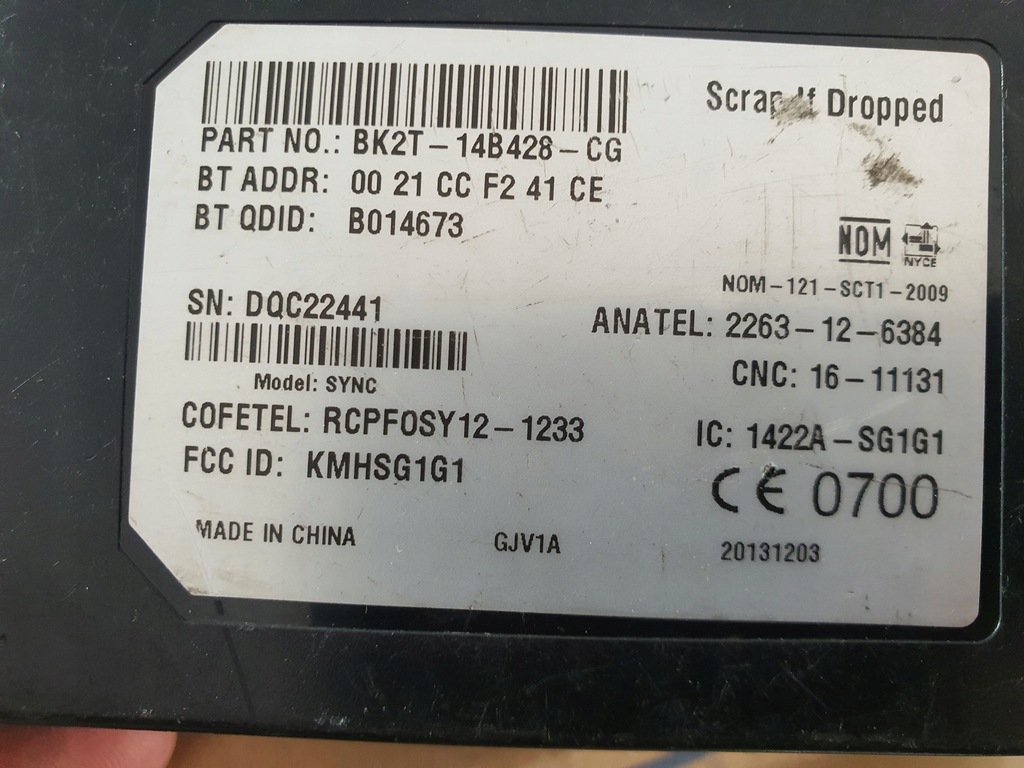 Scrap If Dropped
PART NO.: BK2T-14B428-CG
BT ADDR: 00 21 CC F2 41 CE
BT QDID: B014673
NOM NYCE
NOM-121-SCT1-2009
SN: DQC22441
ANATEL: 2263-12-6384
Model: SYNC
CNC: 16-11131
COFETEL: RCPFOSY12-1233
IC: 1422A-SG1G1
FCC ID: KMHSG1G1
CE 0700
MADE IN CHINA
GJV1A
20131203